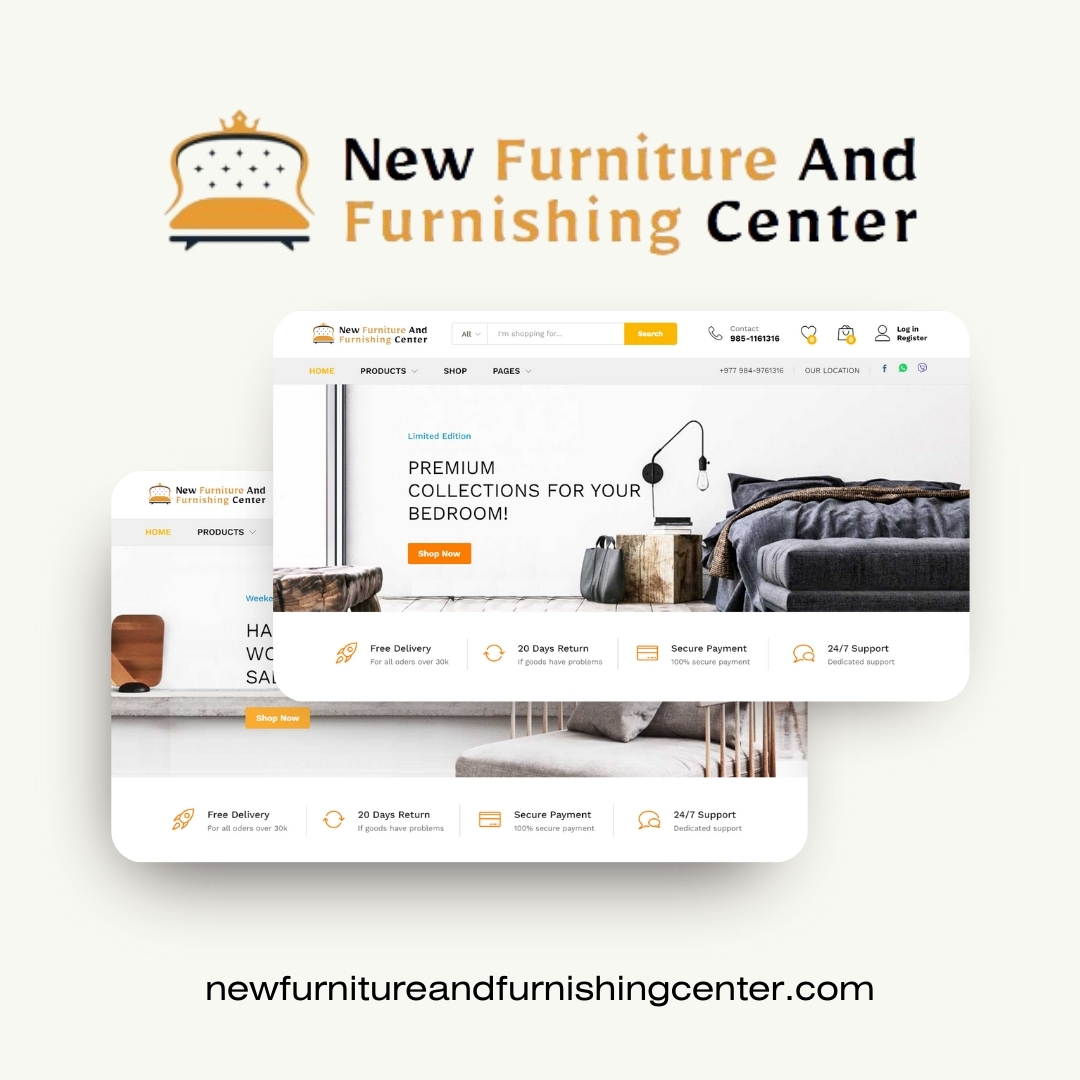 New Furniture And
Furnishing Center
New Furniture And
Furnishing Center
All
I'm shopping for...
Search
Contact
985-1161316
0
0
Log in
Register
HOME
PRODUCTS
SHOP
PAGES
+977 984-9761316
OUR LOCATION
Limited Edition
PREMIUM
COLLECTIONS FOR YOUR
BEDROOM!
Shop Now
Free Delivery
For all oders over 30k
20 Days Return
If goods have problems
Secure Payment
100% secure payment
24/7 Support
Dedicated support
New Furniture And
Furnishing Center
HOME
PRODUCTS
Weeke
HA
WO
Shop Now
Free Delivery
For all oders over 30k
20 Days Return
If goods have problems
Secure Payment
100% secure payment
24/7 Support
Dedicated support
newfurnitureandfurnishingcenter.com